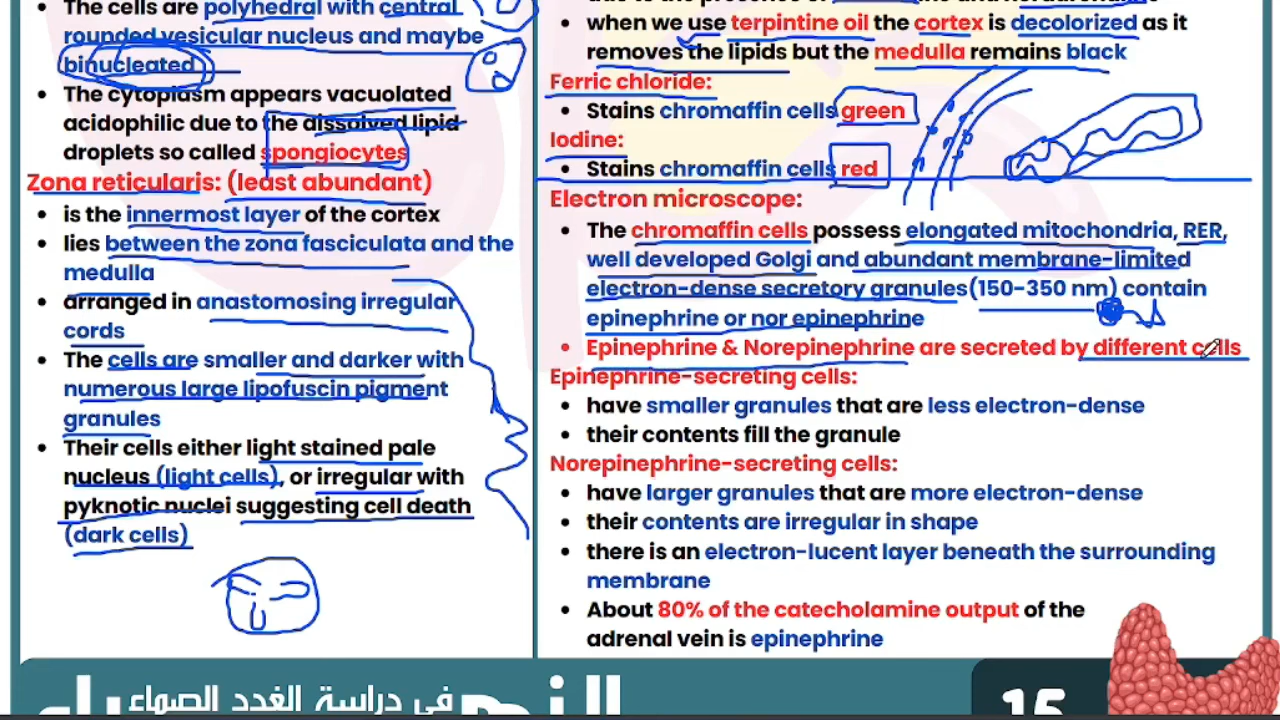 The cells are polyhedral with central
rounded vesicular nucleus and maybe
binucleated
• The cytoplasm appears vacuolated
acidophilic due to the dissolved lipid
droplets so called spongiocytes
Zona reticularis: (least abundant)
• is the innermost layer of the cortex
• lies between the zona fasciculata and the
medulla
• arranged in anastomosing irregular
cords
• The cells are smaller and darker with
numerous large lipofuscin pigment
granules
• Their cells either light stained pale
nucleus (light cells), or irregular with
pyknotic nuclei suggesting cell death
(dark cells)
• when we use terpintine oil the cortex is decolorized as it
removes the lipids but the medulla remains black
Ferric chloride:
• Stains chromaffin cells green
Iodine:
• Stains chromaffin cells red
Electron microscope:
• The chromaffin cells possess elongated mitochondria, RER,
well developed Golgi and abundant membrane-limited
electron-dense secretory granules(150-350 nm) contain
epinephrine or nor epinephrine
• Epinephrine & Norepinephrine are secreted by different cells
Epinephrine-secreting cells:
• have smaller granules that are less electron-dense
• their contents fill the granule
Norepinephrine-secreting cells:
• have larger granules that are more electron-dense
• their contents are irregular in shape
• there is an electron-lucent layer beneath the surrounding
membrane
• About 80% of the catecholamine output of the
adrenal vein is epinephrine
في دراسة الغدد الصماء
15